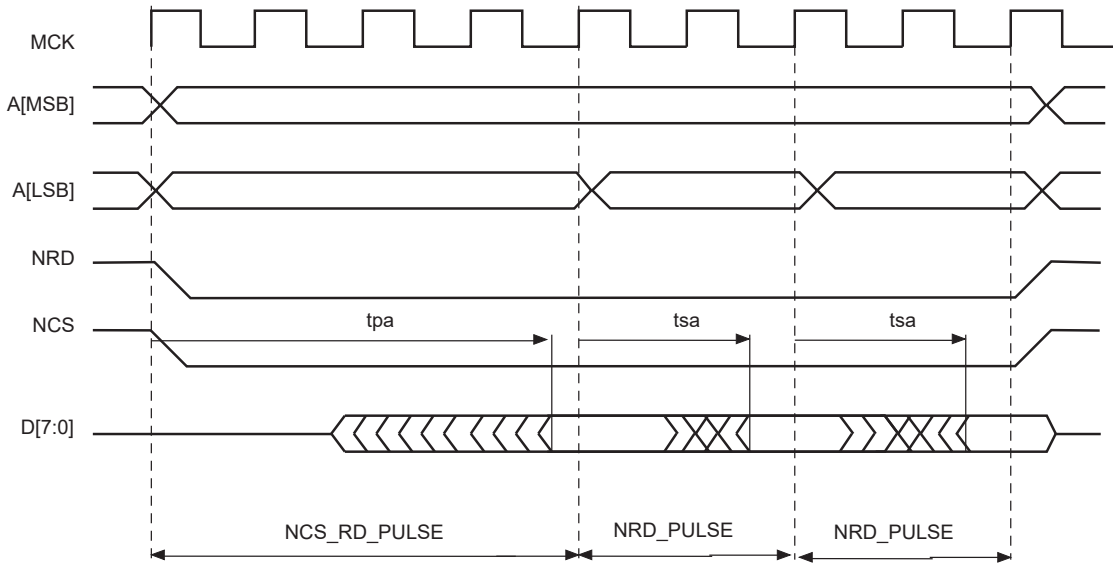 MCK
A[MSB]
A[LSB]
NRD
NCS
tpa
tsa
tsa
D[7:0]
NCS_RD_PULSE
NRD_PULSE
NRD_PULSE